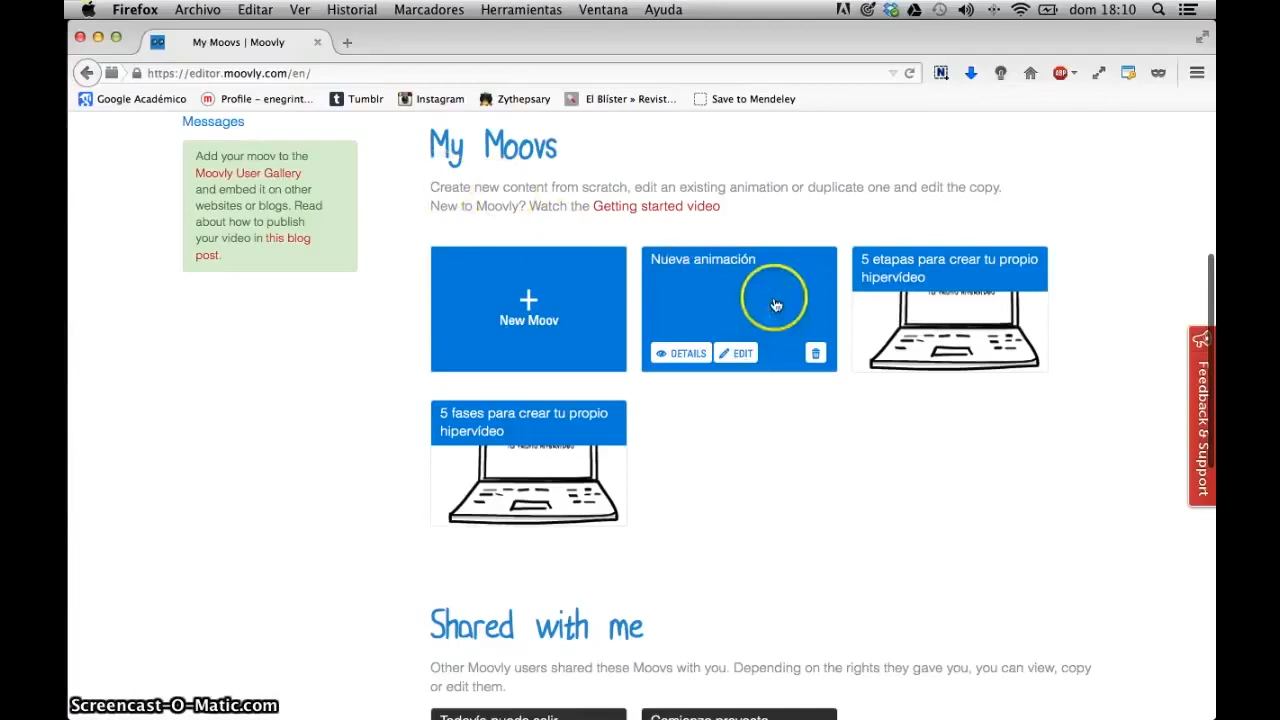 Firefox Archivo Editar Ver Historial Marcadores Herramientas Ventana Ayuda dom 18:10
My Moovs | Moovly
https://editor.moovly.com/en/
Google Académico Profile – enegrint... Tumblr Instagram Zythepsary El Blíster » Revist... Save to Mendeley
Messages
Add your moov to the
Moovly User Gallery
and embed it on other
websites or blogs. Read
about how to publish
your video in this blog
post.
My Moovs
Create new content from scratch, edit an existing animation or duplicate one and edit the copy.
New to Moovly? Watch the Getting started video
New Moov
Nueva animación
DETAILS EDIT
5 etapas para crear tu propio
hipervídeo
5 fases para crear tu propio
hipervídeo
Feedback & Support
Shared with me
Other Moovly users shared these Moovs with you. Depending on the rights they gave you, you can view, copy
or edit them.
Todavía puede salir
Comienza proyecto
Screencast-O-Matic.com